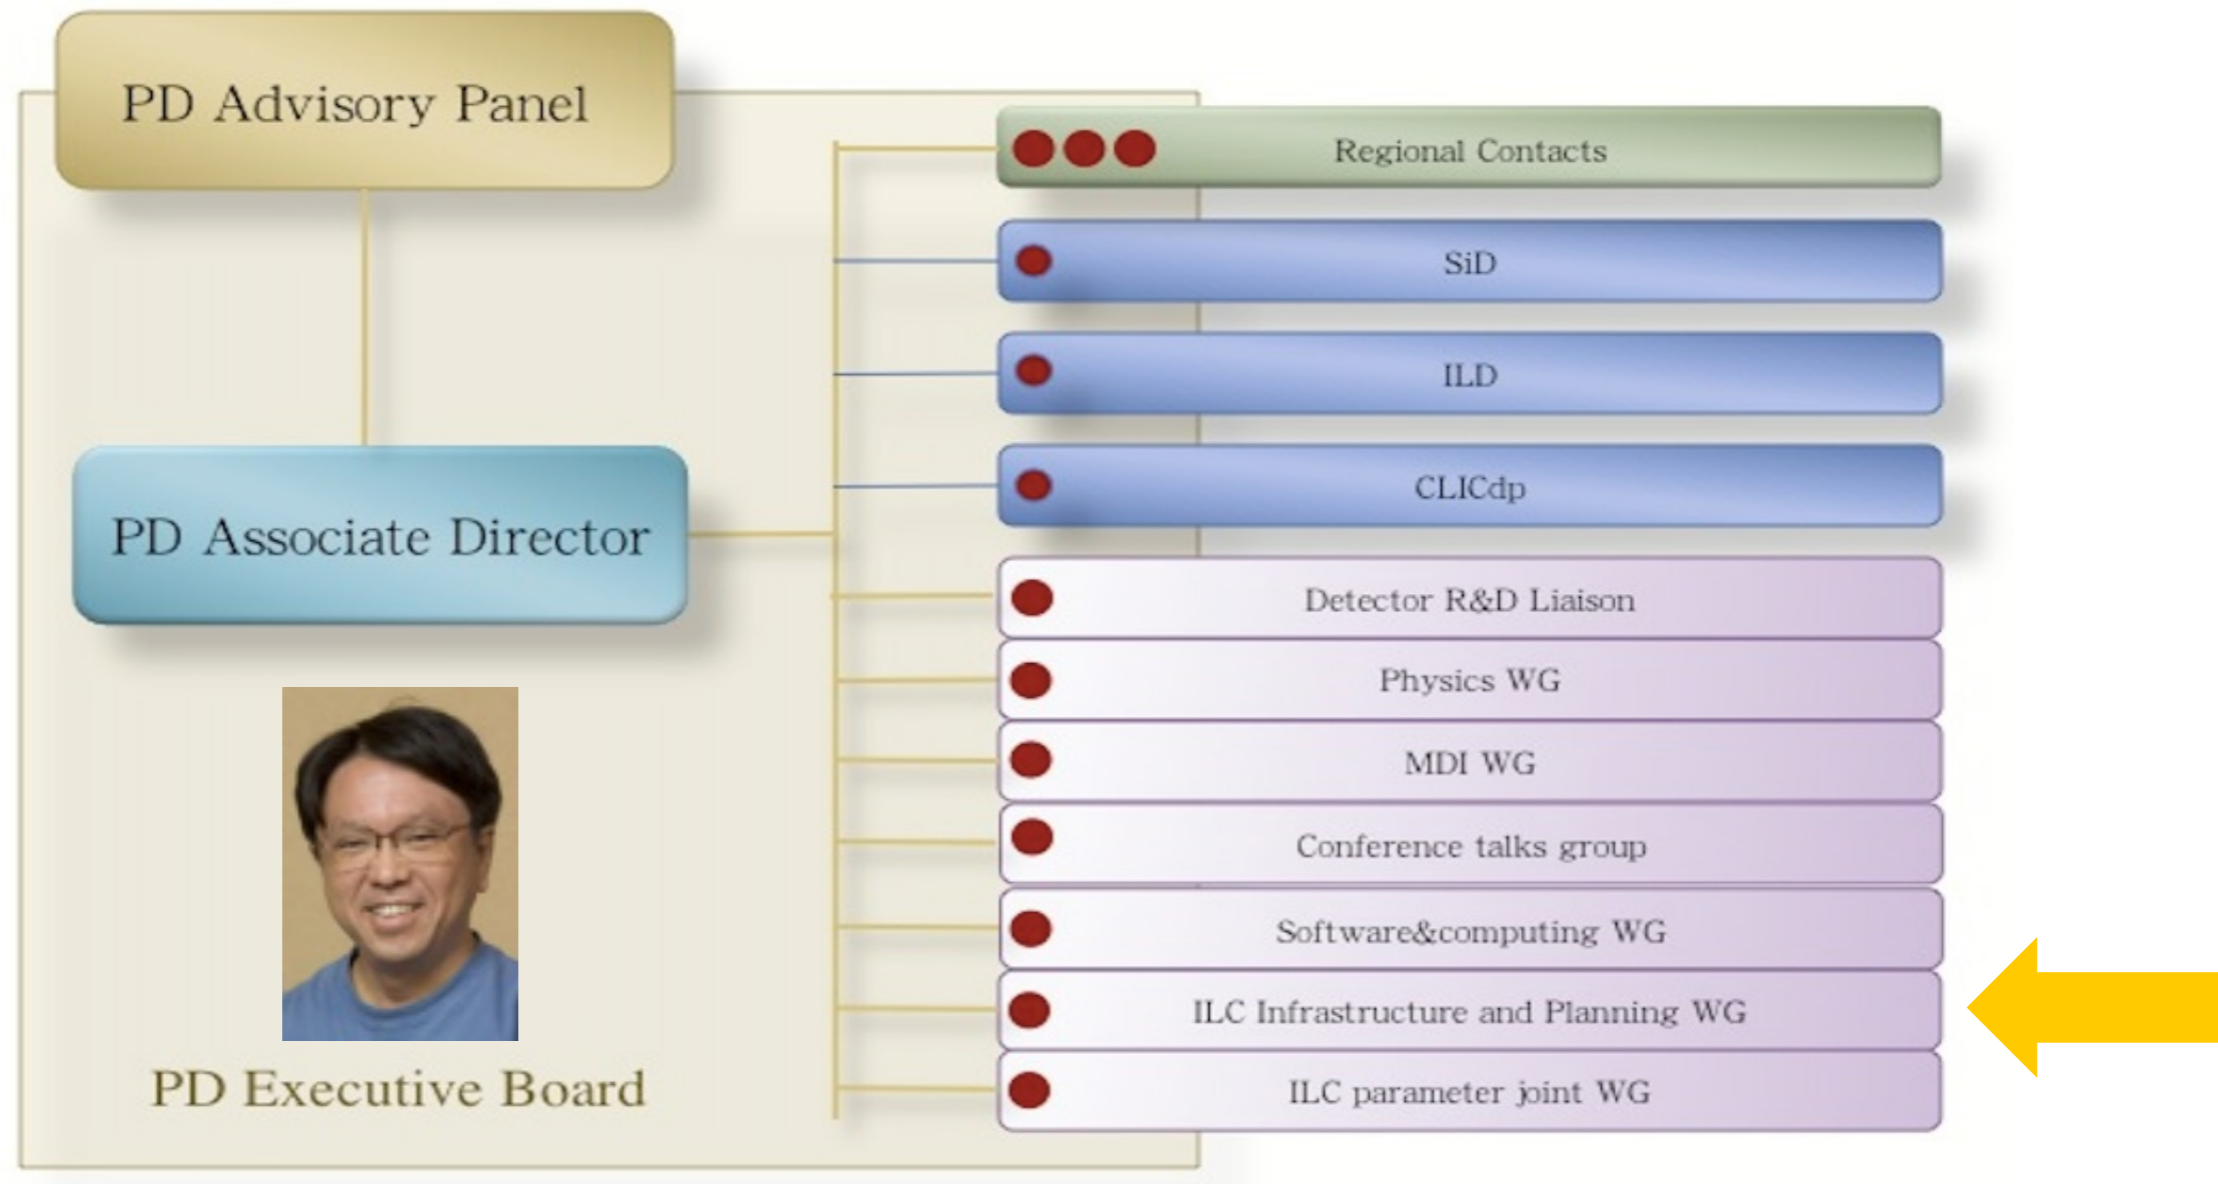 PD Advisory Panel
Regional Contacts
SiD
ILD
CLICdp
PD Associate Director
Detector R&D Liaison
Physics WG
MDI WG
Conference talks group
Software&computing WG
ILC Infrastructure and Planning WG
PD Executive Board
ILC parameter joint WG